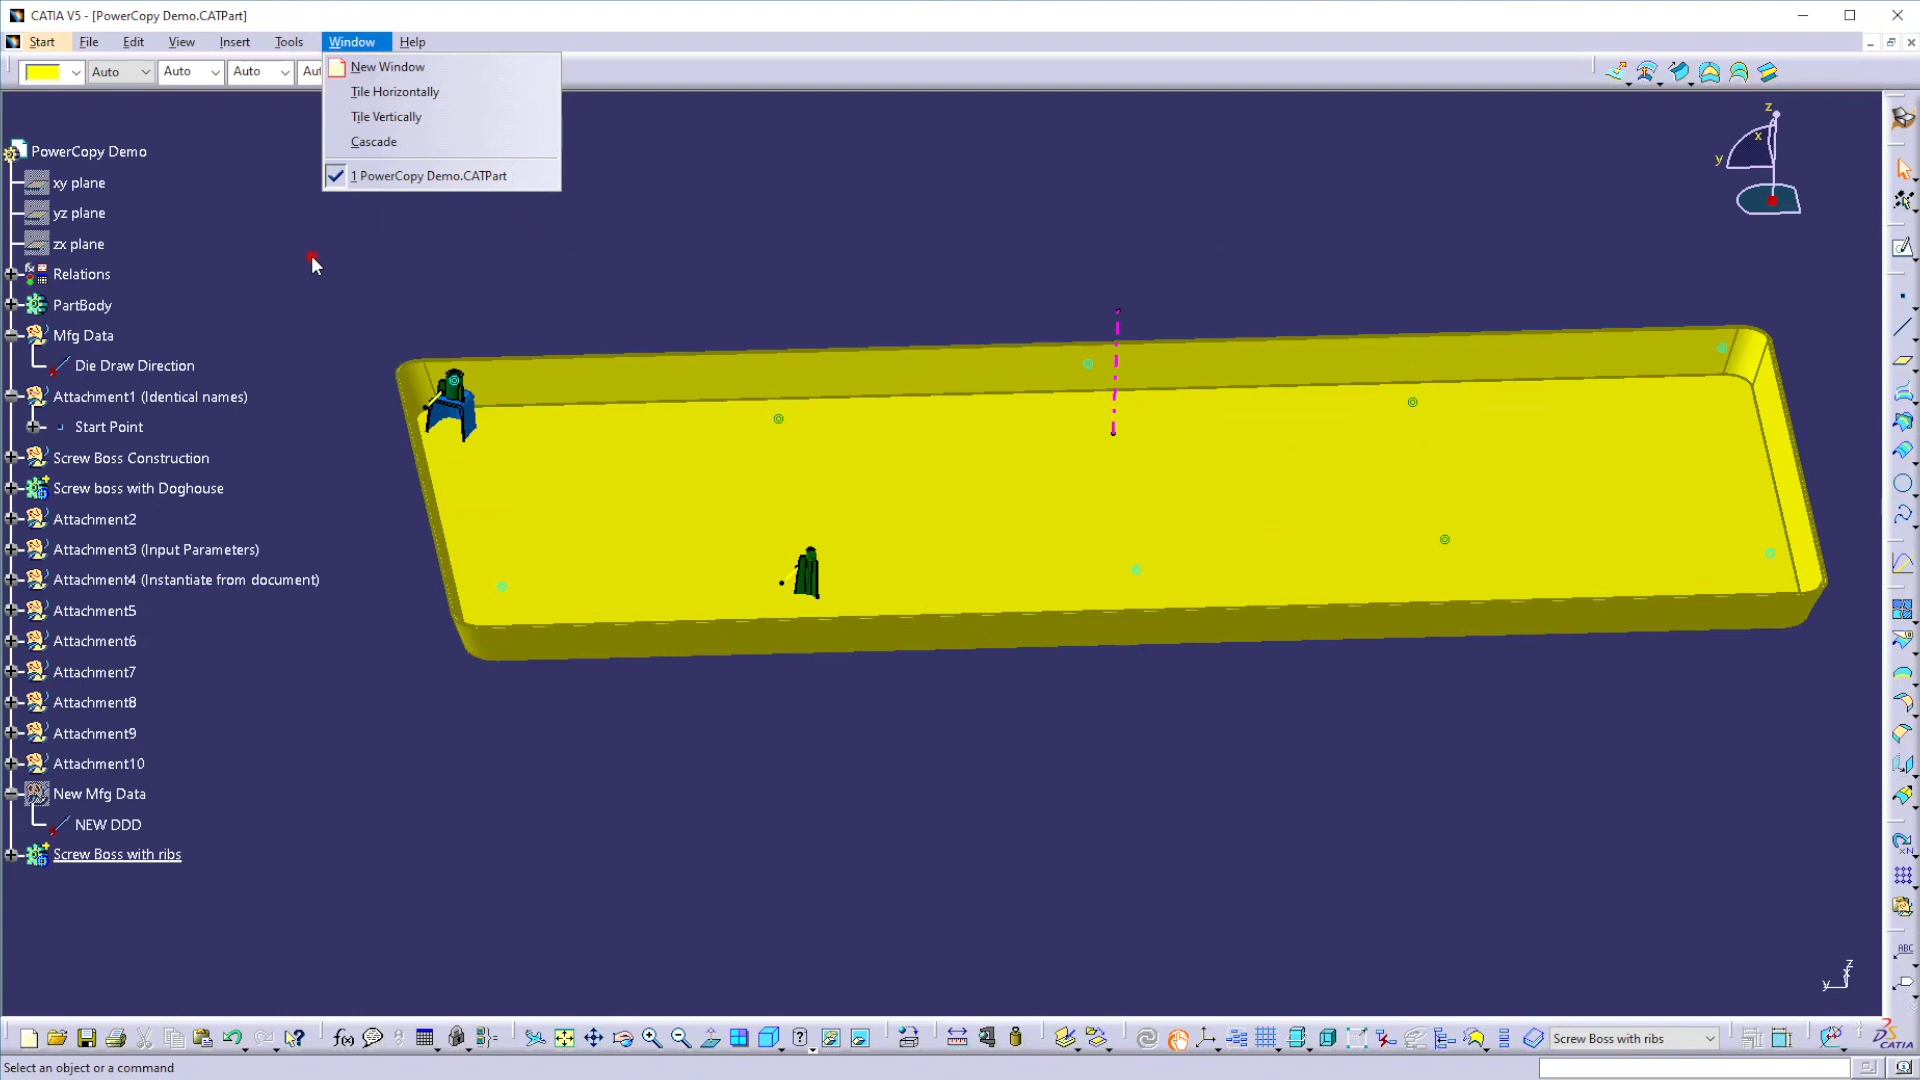 CATIA V5 - [PowerCopy Demo.CATPart]
Start File Edit View Insert Tools Window Help
Auto Auto Auto
New Window
Tile Horizontally
Tile Vertically
Cascade
1 PowerCopy Demo.CATPart
PowerCopy Demo
xy plane
yz plane
zx plane
Relations
PartBody
Mfg Data
Die Draw Direction
Attachment1 (Identical names)
Start Point
Screw Boss Construction
Screw boss with Doghouse
Attachment2
Attachment3 (Input Parameters)
Attachment4 (Instantiate from document)
Attachment5
Attachment6
Attachment7
Attachment8
Attachment9
Attachment10
New Mfg Data
NEW DDD
Screw Boss with ribs
z
x
y
z
y
ABC
Screw Boss with ribs
CATIA
Select an object or a command